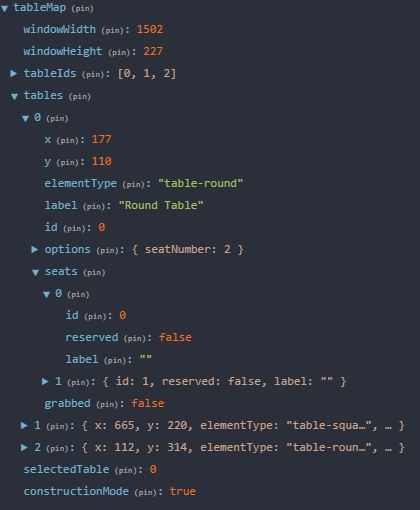 tableMap (pin)
windowWidth (pin): 1502
windowHeight (pin): 227
tableIds (pin): [0, 1, 2]
tables (pin)
0 (pin)
x (pin): 177
y (pin): 110
elementType (pin): "table-round"
label (pin): "Round Table"
id (pin): 0
options (pin): { seatNumber: 2 }
seats (pin)
0 (pin)
id (pin): 0
reserved (pin): false
label (pin): ""
1 (pin): { id: 1, reserved: false, label: "" }
grabbed (pin): false
1 (pin): { x: 665, y: 220, elementType: "table-squa…", … }
2 (pin): { x: 112, y: 314, elementType: "table-roun…", … }
selectedTable (pin): 0
constructionMode (pin): true